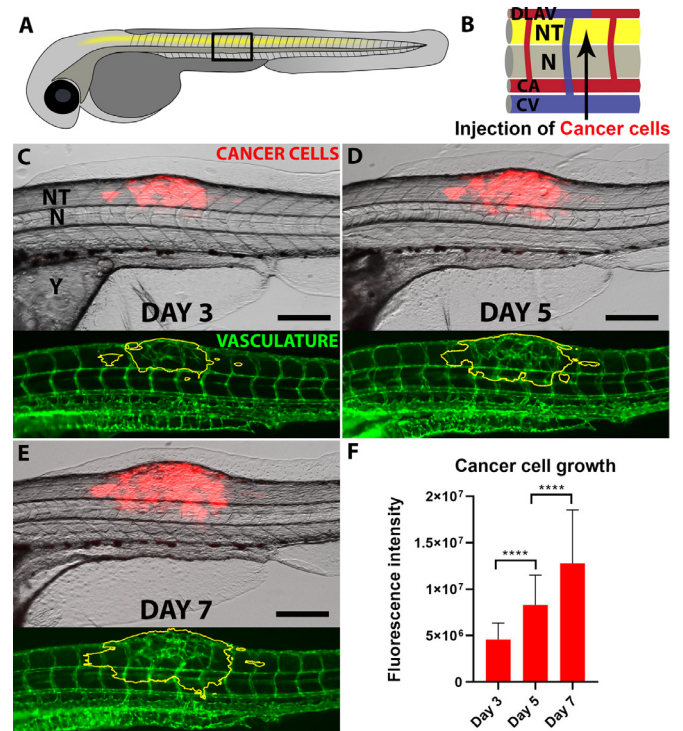 A
B
DLAV
NT
N
CA
CV
Injection of Cancer cells
C
CANCER CELLS
NT
N
Y
DAY 3
VASCULATURE
D
DAY 5
E
DAY 7
F
Cancer cell growth
Fluorescence intensity
2×10⁷
1.5×10⁷
1×10⁷
5×10⁶
0
****
****
Day 3
Day 5
Day 7